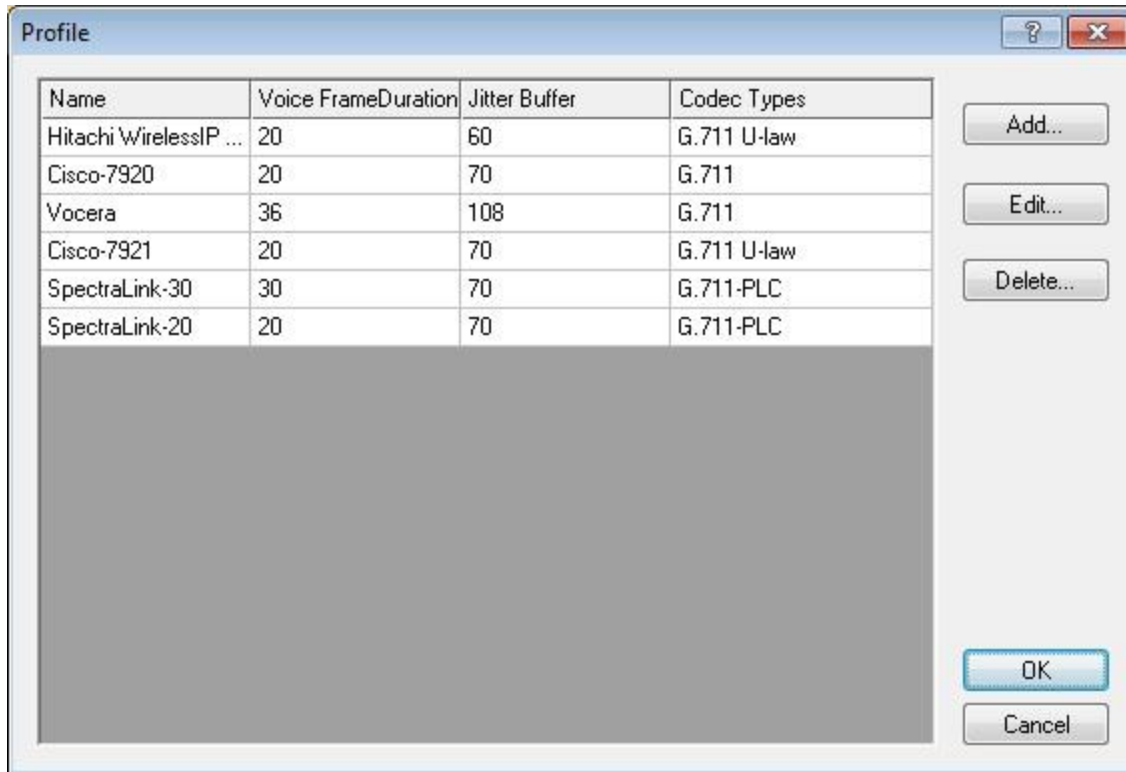 Profile
Name Voice FrameDuration Jitter Buffer Codec Types
Hitachi WirelessIP ... 20 60 G.711 U-law
Cisco-7920 20 70 G.711
Vocera 36 108 G.711
Cisco-7921 20 70 G.711 U-law
SpectraLink-30 30 70 G.711-PLC
SpectraLink-20 20 70 G.711-PLC
Add...
Edit...
Delete...
OK
Cancel